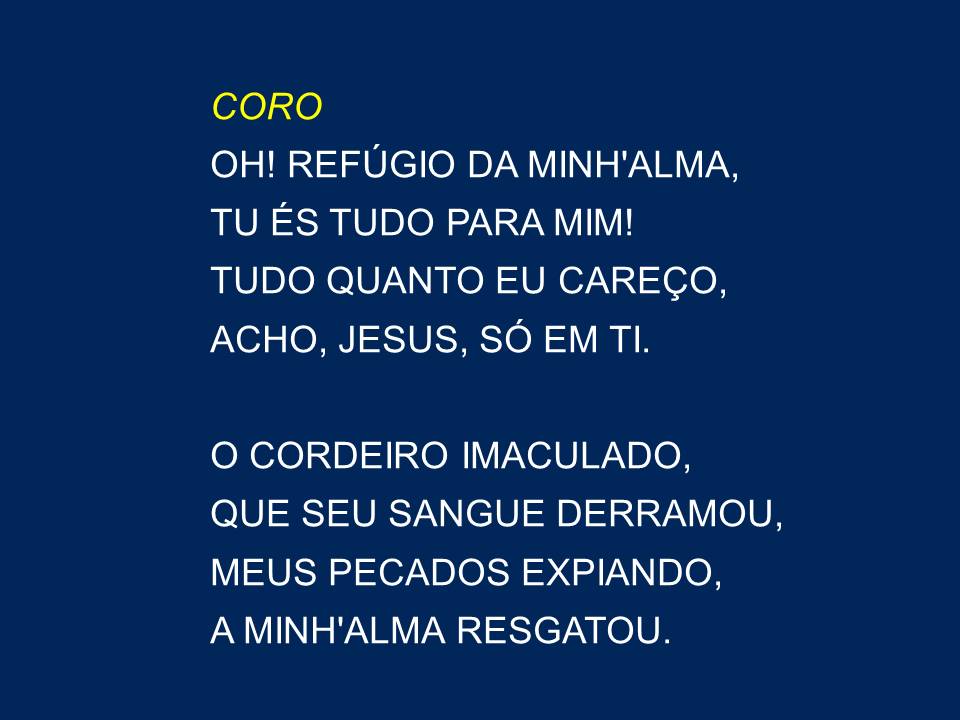 CORO
OH! REFÚGIO DA MINH'ALMA,
TU ÉS TUDO PARA MIM!
TUDO QUANTO EU CAREÇO,
ACHO, JESUS, SÓ EM TI.
O CORDEIRO IMACULADO,
QUE SEU SANGUE DERRAMOU,
MEUS PECADOS EXPIANDO,
A MINH'ALMA RESGATOU.